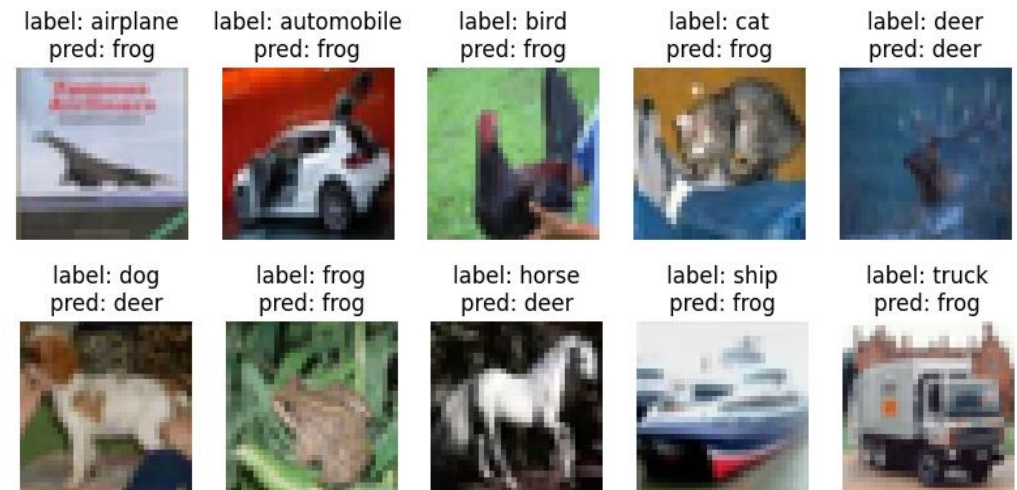 label: airplane
pred: frog
label: automobile
pred: frog
label: bird
pred: frog
label: cat
pred: frog
label: deer
pred: deer
label: dog
pred: deer
label: frog
pred: frog
label: horse
pred: deer
label: ship
pred: frog
label: truck
pred: frog